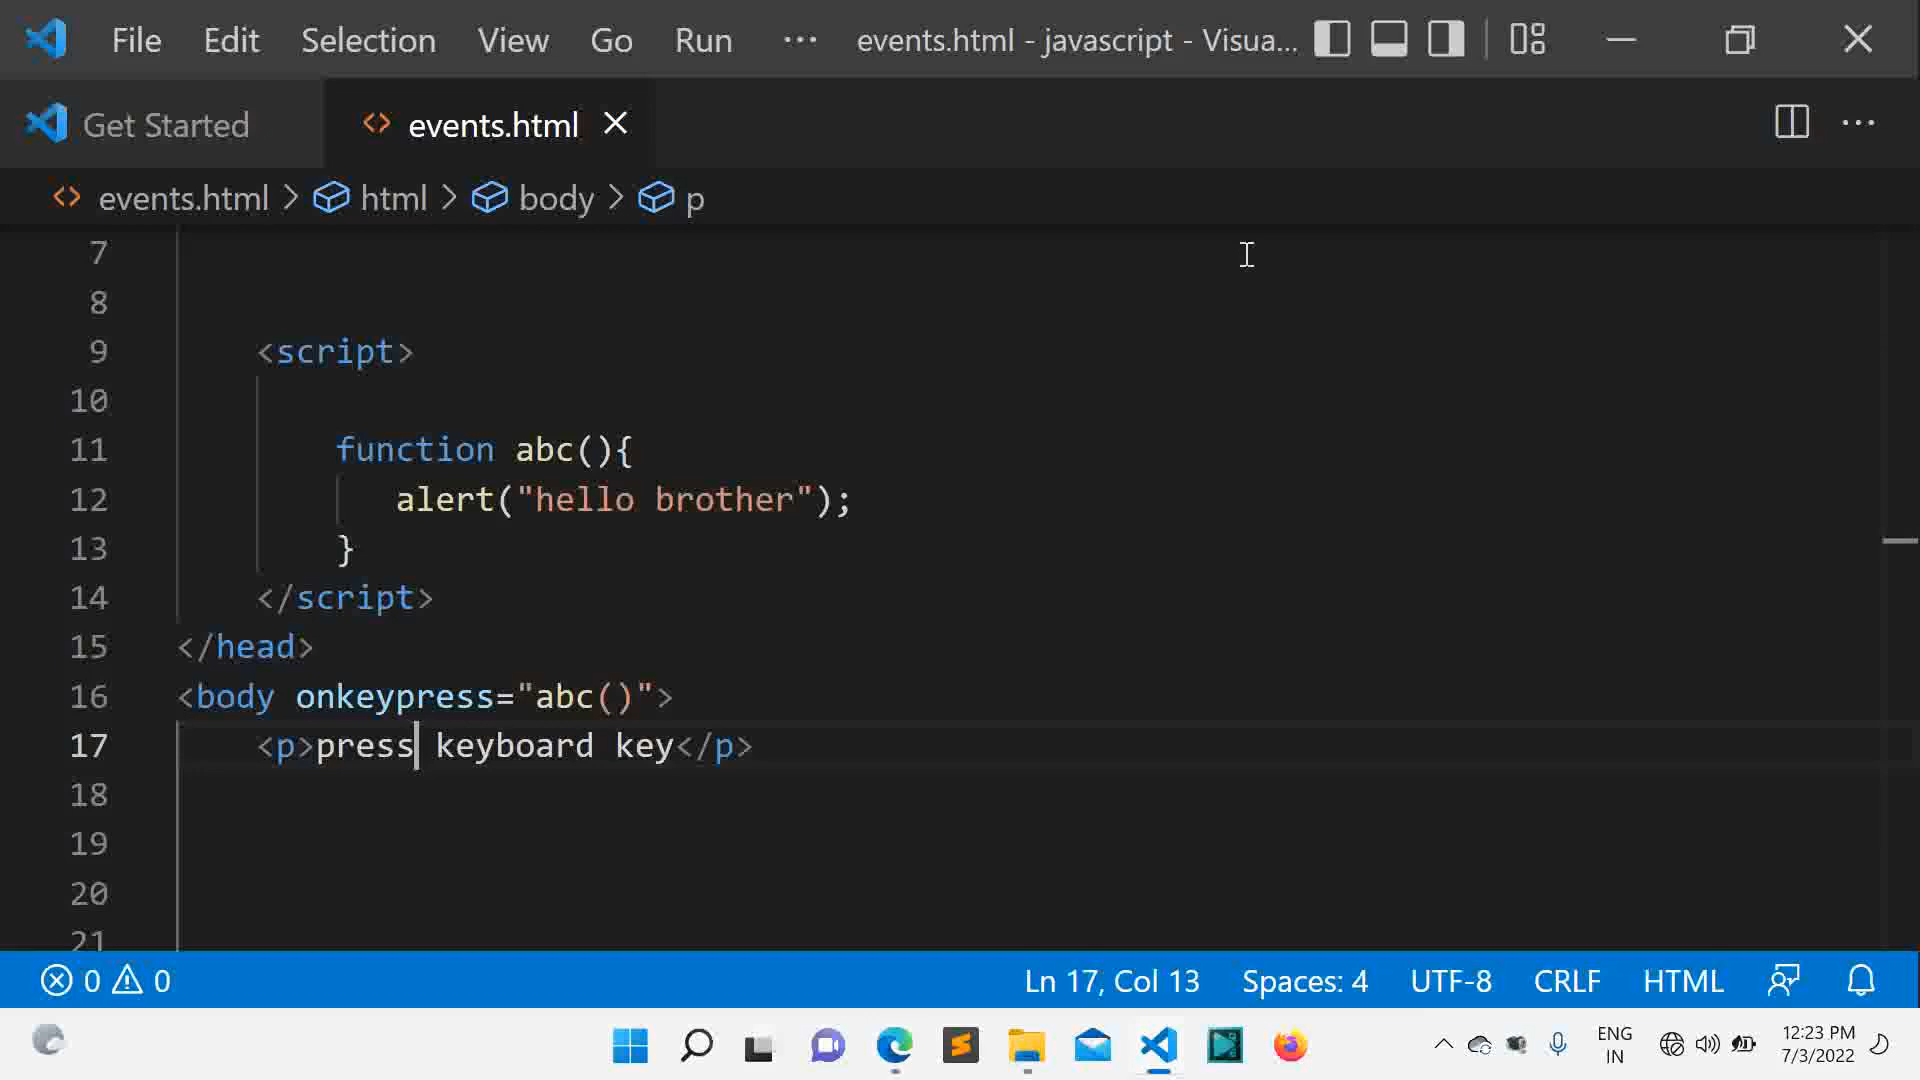 File Edit Selection View Go Run ··· events.html - javascript - Visua...
Get Started events.html
events.html > html > body > p
7
8
9 <script>
10
11 function abc(){
12 alert("hello brother");
13 }
14 </script>
15 </head>
16 <body onkeypress="abc()">
17 <p>press keyboard key</p>
18
19
20
21
0 0 Ln 17, Col 13 Spaces: 4 UTF-8 CRLF HTML
ENG 12:23 PM
IN 7/3/2022